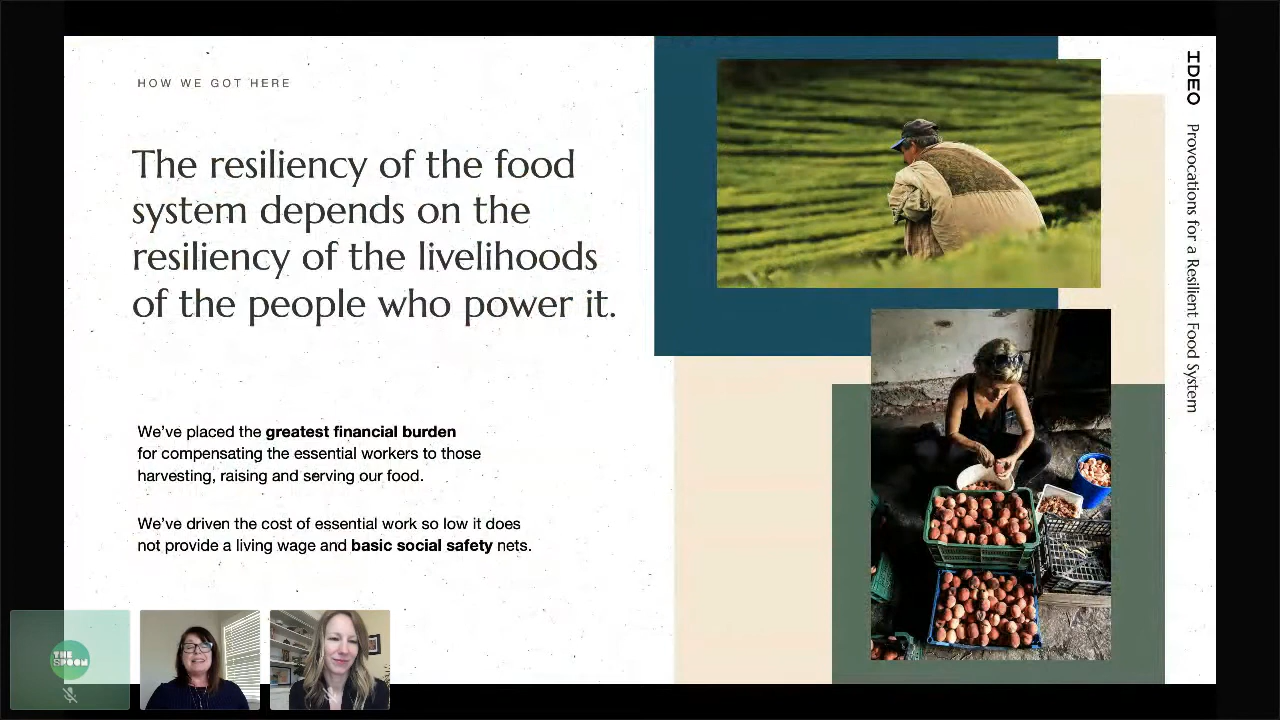 HOW WE GOT HERE
The resiliency of the food
system depends on the
resiliency of the livelihoods
of the people who power it.
We've placed the greatest financial burden
for compensating the essential workers to those
harvesting, raising and serving our food.
We've driven the cost of essential work so low it does
not provide a living wage and basic social safety nets.
IDEO Provocations for a Resilient Food System
THE
SPOON